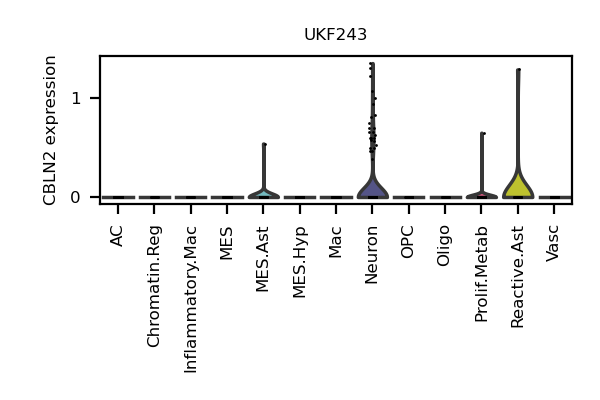 UKF243
CBLN2 expression
1
0
AC
Chromatin.Reg
Inflammatory.Mac
MES
MES.Ast
MES.Hyp
Mac
Neuron
OPC
Oligo
Prolif.Metab
Reactive.Ast
Vasc